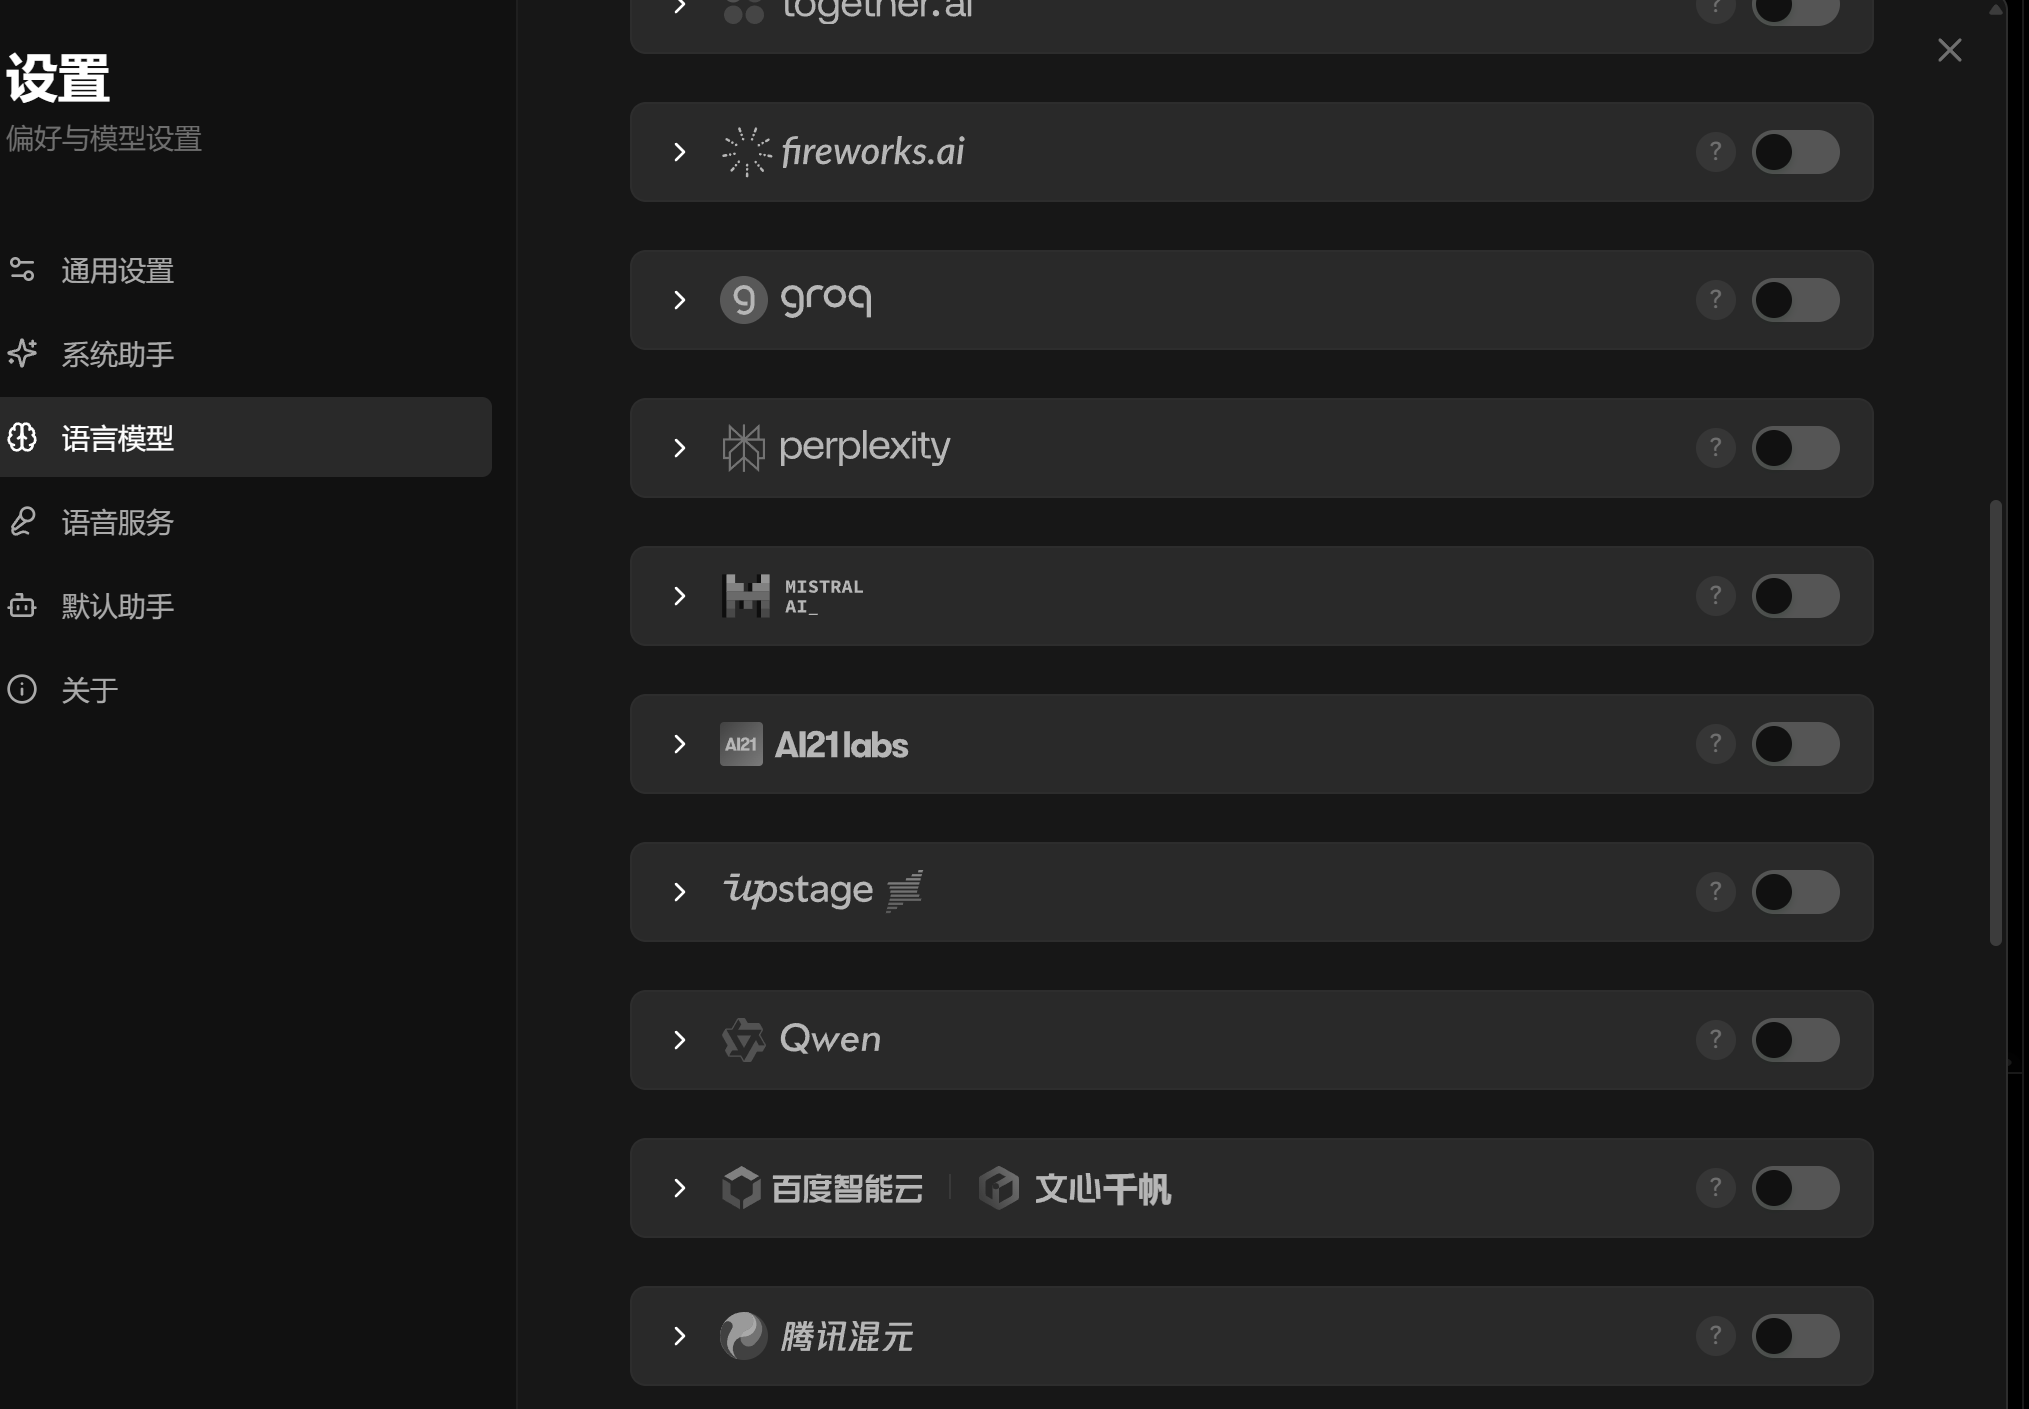 设置
偏好与模型设置
通用设置
系统助手
语言模型
语音服务
默认助手
关于
together.ai
?
fireworks.ai
?
g groq
?
perplexity
?
MISTRAL
AI_
?
AI21 AI21labs
?
upstage
?
Qwen
?
百度智能云 | 文心千帆
?
腾讯混元
?